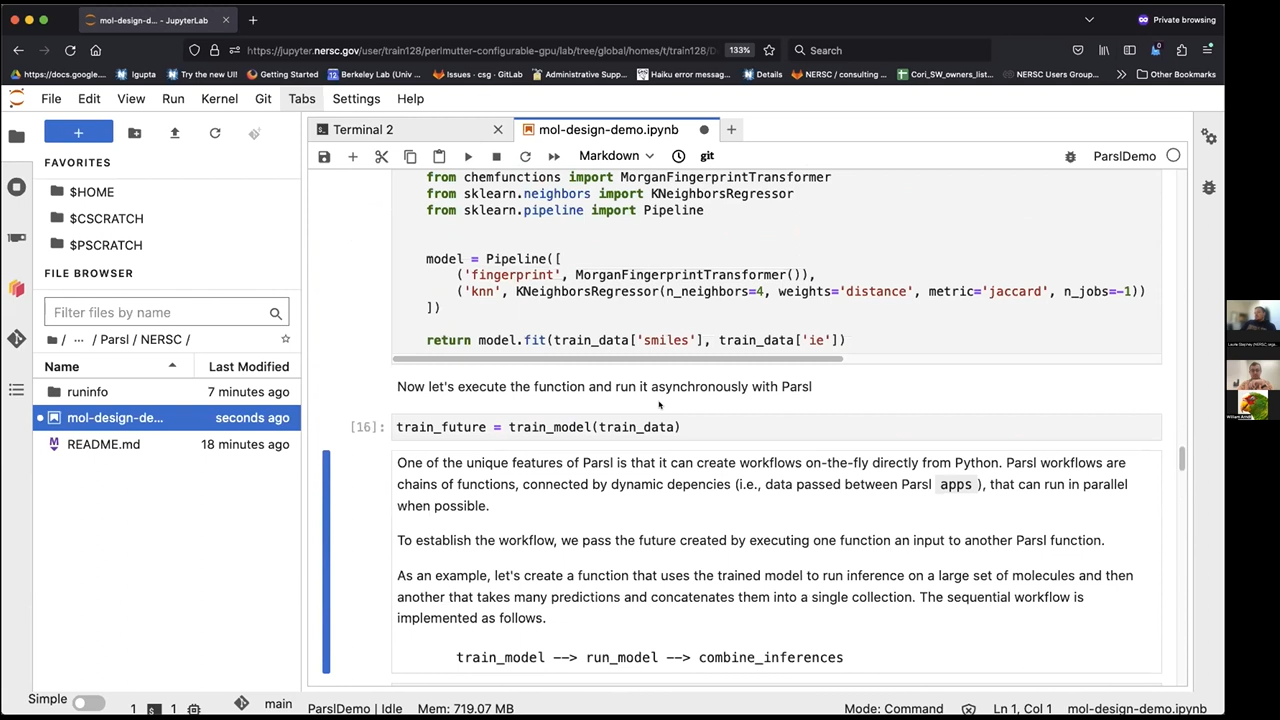 mol-design-d... - JupyterLab
Private browsing
https://jupyter.nersc.gov/user/train128/perlmutter-configurable-gpu/lab/tree/global/homes/t/train128/D
133%
Search
https://docs.google....
lgupta
Try the new UI!
Getting Started
Berkeley Lab (Univ ...
Issues · csg · GitLab
Administrative Supp...
Haiku error messag...
Details
NERSC / consulting ...
Cori_SW_owners_list...
NERSC Users Group...
Other Bookmarks
File Edit View Run Kernel Git Tabs Settings Help
Terminal 2
mol-design-demo.ipynb
Markdown
git
ParslDemo
FAVORITES
$HOME
$CSCRATCH
$PSCRATCH
FILE BROWSER
Filter files by name
/ ... / Parsl / NERSC /
Name Last Modified
runinfo 7 minutes ago
mol-design-de... seconds ago
README.md 18 minutes ago
from chemfunctions import MorganFingerprintTransformer
from sklearn.neighbors import KNeighborsRegressor
from sklearn.pipeline import Pipeline
model = Pipeline([
('fingerprint', MorganFingerprintTransformer()),
('knn', KNeighborsRegressor(n_neighbors=4, weights='distance', metric='jaccard', n_jobs=-1))
])
return model.fit(train_data['smiles'], train_data['ie'])
Now let's execute the function and run it asynchronously with Parsl
[16]: train_future = train_model(train_data)
One of the unique features of Parsl is that it can create workflows on-the-fly directly from Python. Parsl workflows are
chains of functions, connected by dynamic depencies (i.e., data passed between Parsl apps ), that can run in parallel
when possible.
To establish the workflow, we pass the future created by executing one function an input to another Parsl function.
As an example, let's create a function that uses the trained model to run inference on a large set of molecules and then
another that takes many predictions and concatenates them into a single collection. The sequential workflow is
implemented as follows.
train_model --> run_model --> combine_inferences
Simple
1
1
main
ParslDemo | Idle
Mem: 719.07 MB
Mode: Command
Ln 1, Col 1
mol-design-demo.ipynb